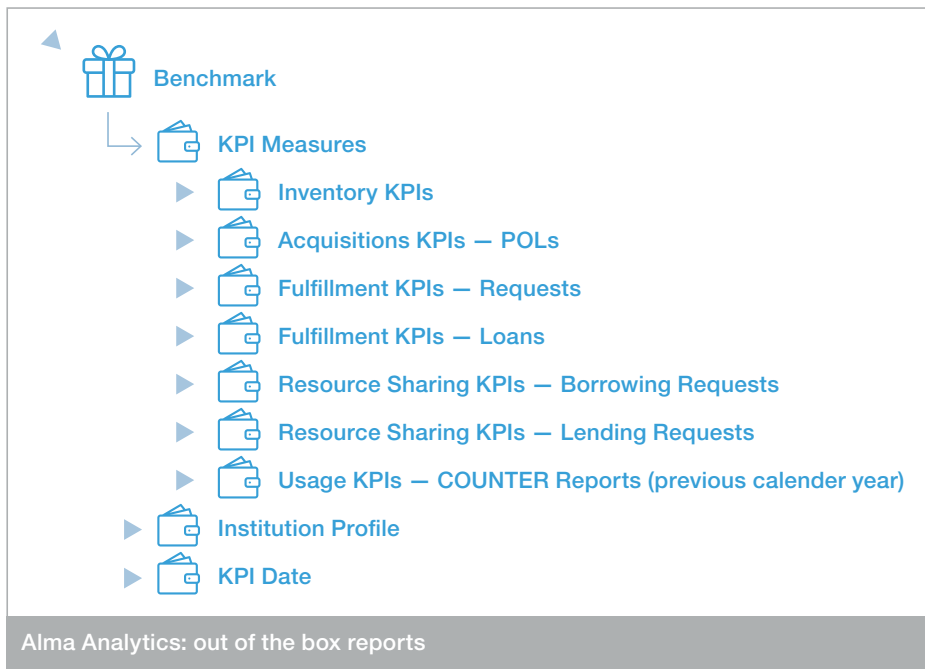 Benchmark
KPI Measures
Inventory KPIs
Acquisitions KPIs — POLs
Fulfillment KPIs — Requests
Fulfillment KPIs — Loans
Resource Sharing KPIs — Borrowing Requests
Resource Sharing KPIs — Lending Requests
Usage KPIs — COUNTER Reports (previous calender year)
Institution Profile
KPI Date
Alma Analytics: out of the box reports